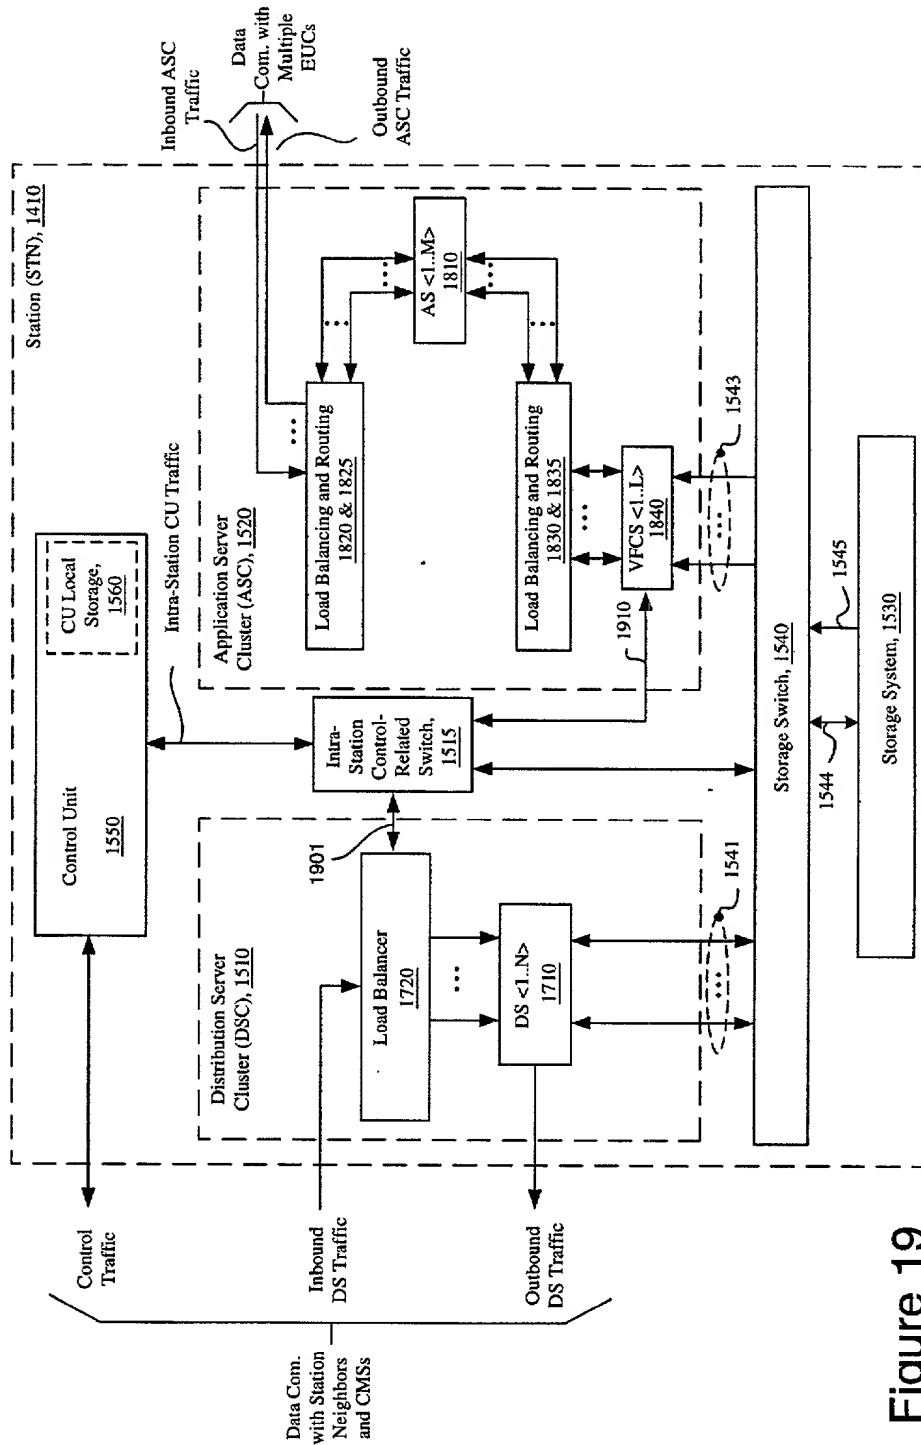 Station (STN), 1410
Control Unit
1550
CU Local
Storage,
1560
Control
Traffic
Intra-Station CU Traffic
Data Com.
with Station
Neighbors
and CMSs
Inbound
DS Traffic
Outbound
DS Traffic
Distribution Server
Cluster (DSC), 1510
Load Balancer
1720
DS <1..N>
1710
1901
Intra-
Station
Control-
Related
Switch,
1515
1910
Application Server
Cluster (ASC), 1520
Load Balancing and Routing
1820 & 1825
AS <1..M>
1810
Load Balancing and Routing
1830 & 1835
VFCS <1..L>
1840
Inbound ASC
Traffic
Data
Com. with
Multiple
EUCs
Outbound
ASC Traffic
1541
1543
Storage Switch, 1540
1544
1545
Storage System, 1530
Figure 19